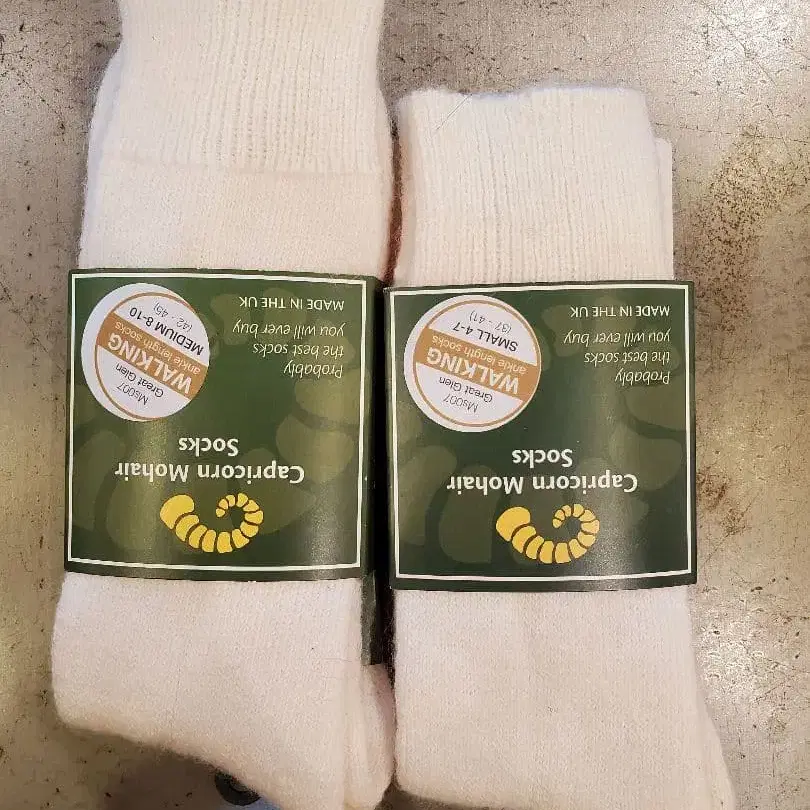 Capricorn Mohair
Socks
Probably
the best socks
you will ever buy
MADE IN THE UK
Ms007
Great Glen
WALKING
ankle length socks
MEDIUM 8-10
(42 - 45)
Capricorn Mohair
Socks
Probably
the best socks
you will ever buy
MADE IN THE UK
Ms007
Great Glen
WALKING
ankle length socks
SMALL 4-7
(37 - 41)